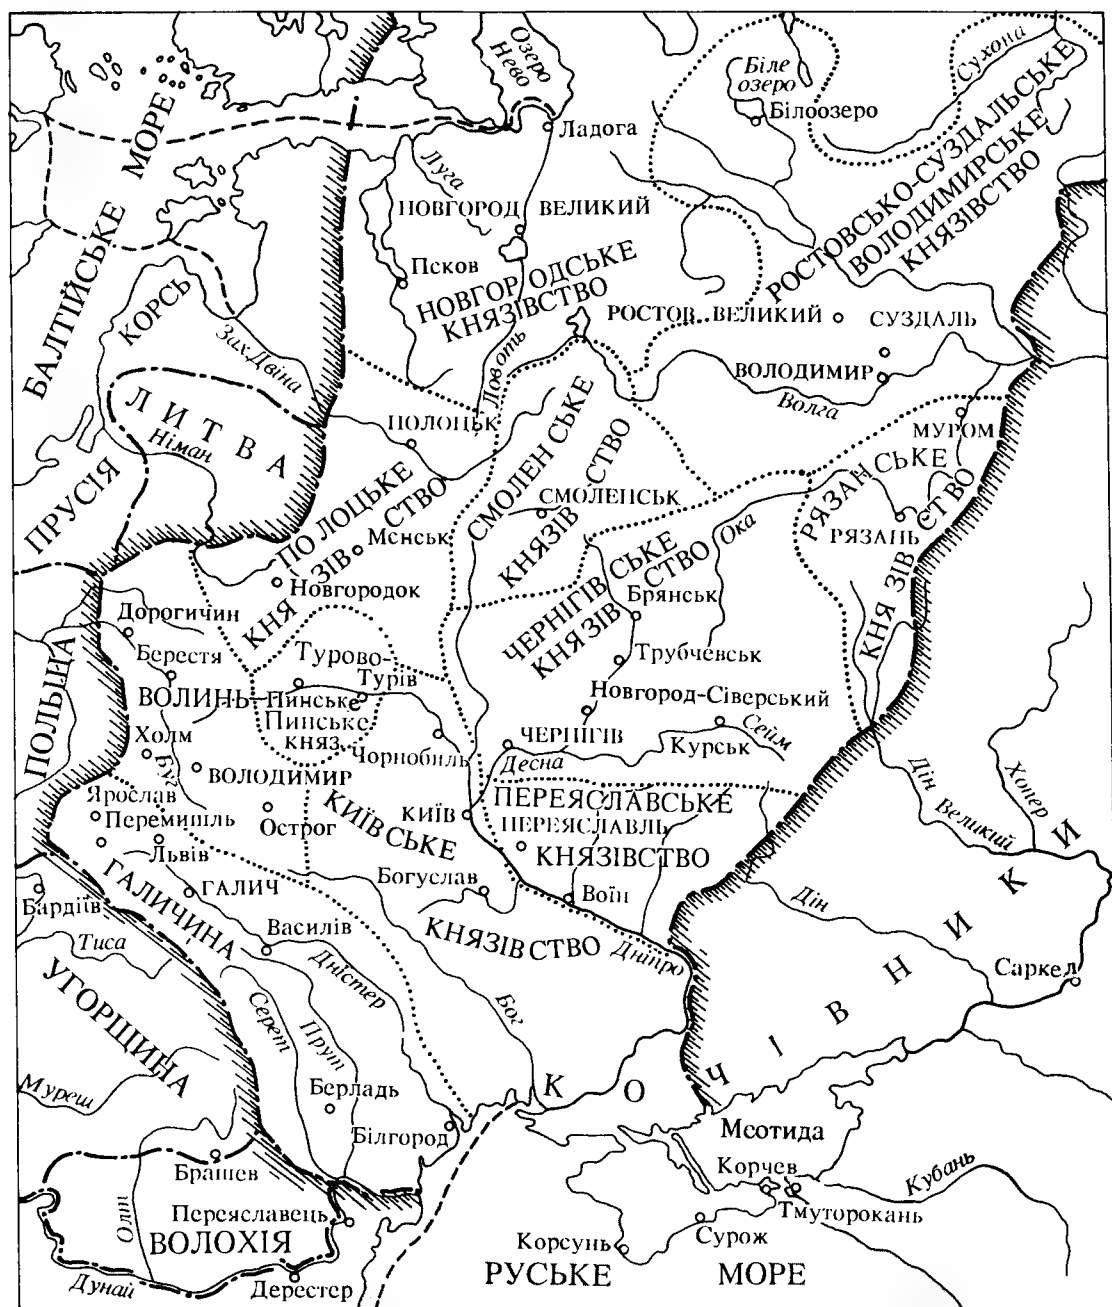 Озеро
Нево
Сухона
Біле
озеро
Білоозеро
Ладога
БАЛТІЙСЬКЕ МОРЕ
Луга
НОВГОРОД ВЕЛИКИЙ
РОСТОВСЬКО-СУЗДАЛЬСЬКЕ
ВОЛОДИМИРСЬКЕ
КНЯЗІВСТВО
Псков
НОВГОРОДСЬКЕ
КНЯЗІВСТВО
КОРСЬ
Зах.Двіна
РОСТОВ ВЕЛИКИЙ
СУЗДАЛЬ
Ловоть
ВОЛОДИМИР
Волга
ЛИТВА
Німан
ПОЛОЦЬК
МУРОМ
ПРУСІЯ
СМОЛЕНСЬКЕ
КНЯЗІВСТВО
СМОЛЕНСЬК
РЯЗАНСЬКЕ
КНЯЗІВСТВО
РЯЗАНЬ
ПОЛОЦЬКЕ
КНЯЗІВСТВО
Менськ
Ока
Новгородок
ЧЕРНІГІВСЬКЕ
КНЯЗІВСТВО
Брянськ
Дорогичин
Берестя
Турово-
Турів
Трубчевськ
ПОЛЬЩА
ВОЛИНЬ
Пинське
Пинське
княз.
Новгород-Сіверський
Холм
Буг
Чорнобиль
ЧЕРНІГІВ
Десна
Курськ
Сейм
Дін
Великий
Хопер
ВОЛОДИМИР
Ярослав
Перемишль
Острог
КИЇВСЬКЕ
КНЯЗІВСТВО
КИЇВ
ПЕРЕЯСЛАВСЬКЕ
ПЕРЕЯСЛАВЛЬ
КНЯЗІВСТВО
Львів
ГАЛИЧ
ГАЛИЧИНА
Богуслав
Воїн
Бардіїв
Тиса
Василів
Дністер
Дніпро
Дін
Саркел
УГОРЩИНА
Серет
Прут
Бог
КОЧІВНИКИ
Муреш
Берладь
Білгород
Меотида
Брашев
Корчев
Кубань
Тмуторокань
Олт
Переяславець
ВОЛОХІЯ
Сурож
Корсунь
РУСЬКЕ МОРЕ
Дунай
Дерестер